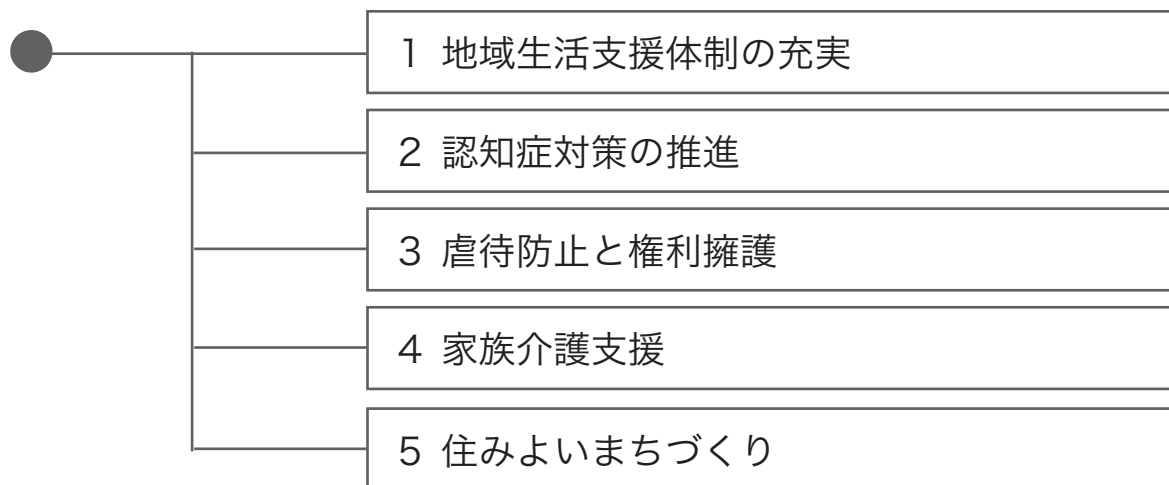 1 地域生活支援体制の充実
2 認知症対策の推進
3 虐待防止と権利擁護
4 家族介護支援
5 住みよいまちづくり